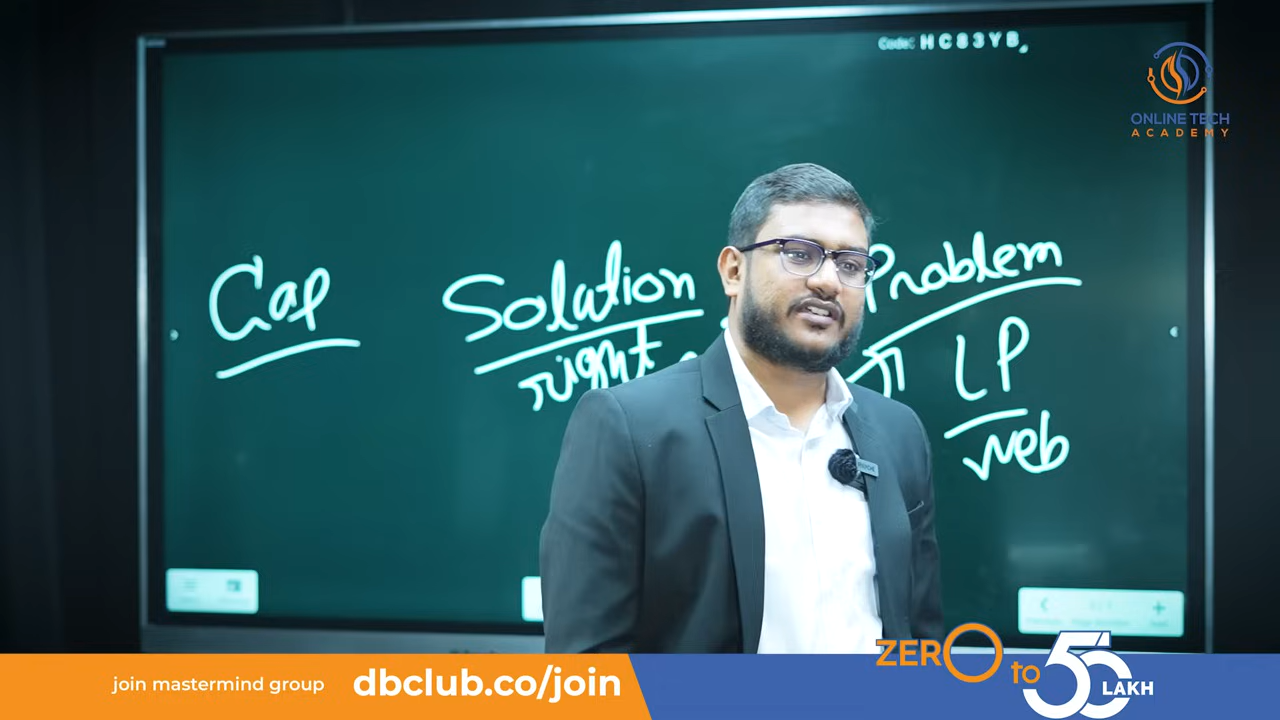 Code: HC83YB
ONLINE TECH
ACADEMY
Gap
Solution
Problem
right
LP
web
join mastermind group
dbclub.co/join
ZERO to 50 LAKH